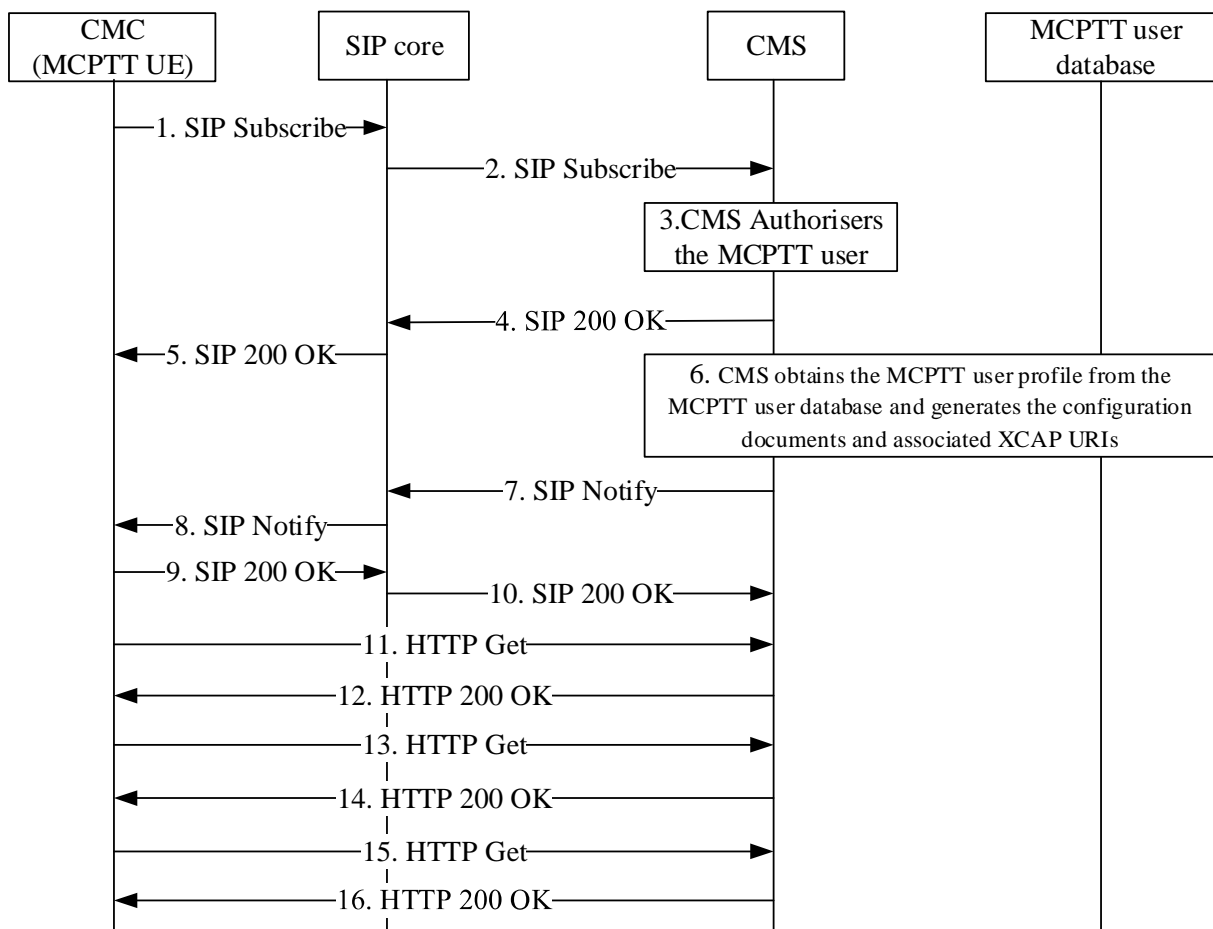 CMC
(MCPTT UE)
SIP core
CMS
MCPTT user
database
1. SIP Subscribe
2. SIP Subscribe
3.CMS Authorisers
the MCPTT user
4. SIP 200 OK
5. SIP 200 OK
6. CMS obtains the MCPTT user profile from the
MCPTT user database and generates the configuration
documents and associated XCAP URIs
7. SIP Notify
8. SIP Notify
9. SIP 200 OK
10. SIP 200 OK
11. HTTP Get
12. HTTP 200 OK
13. HTTP Get
14. HTTP 200 OK
15. HTTP Get
16. HTTP 200 OK